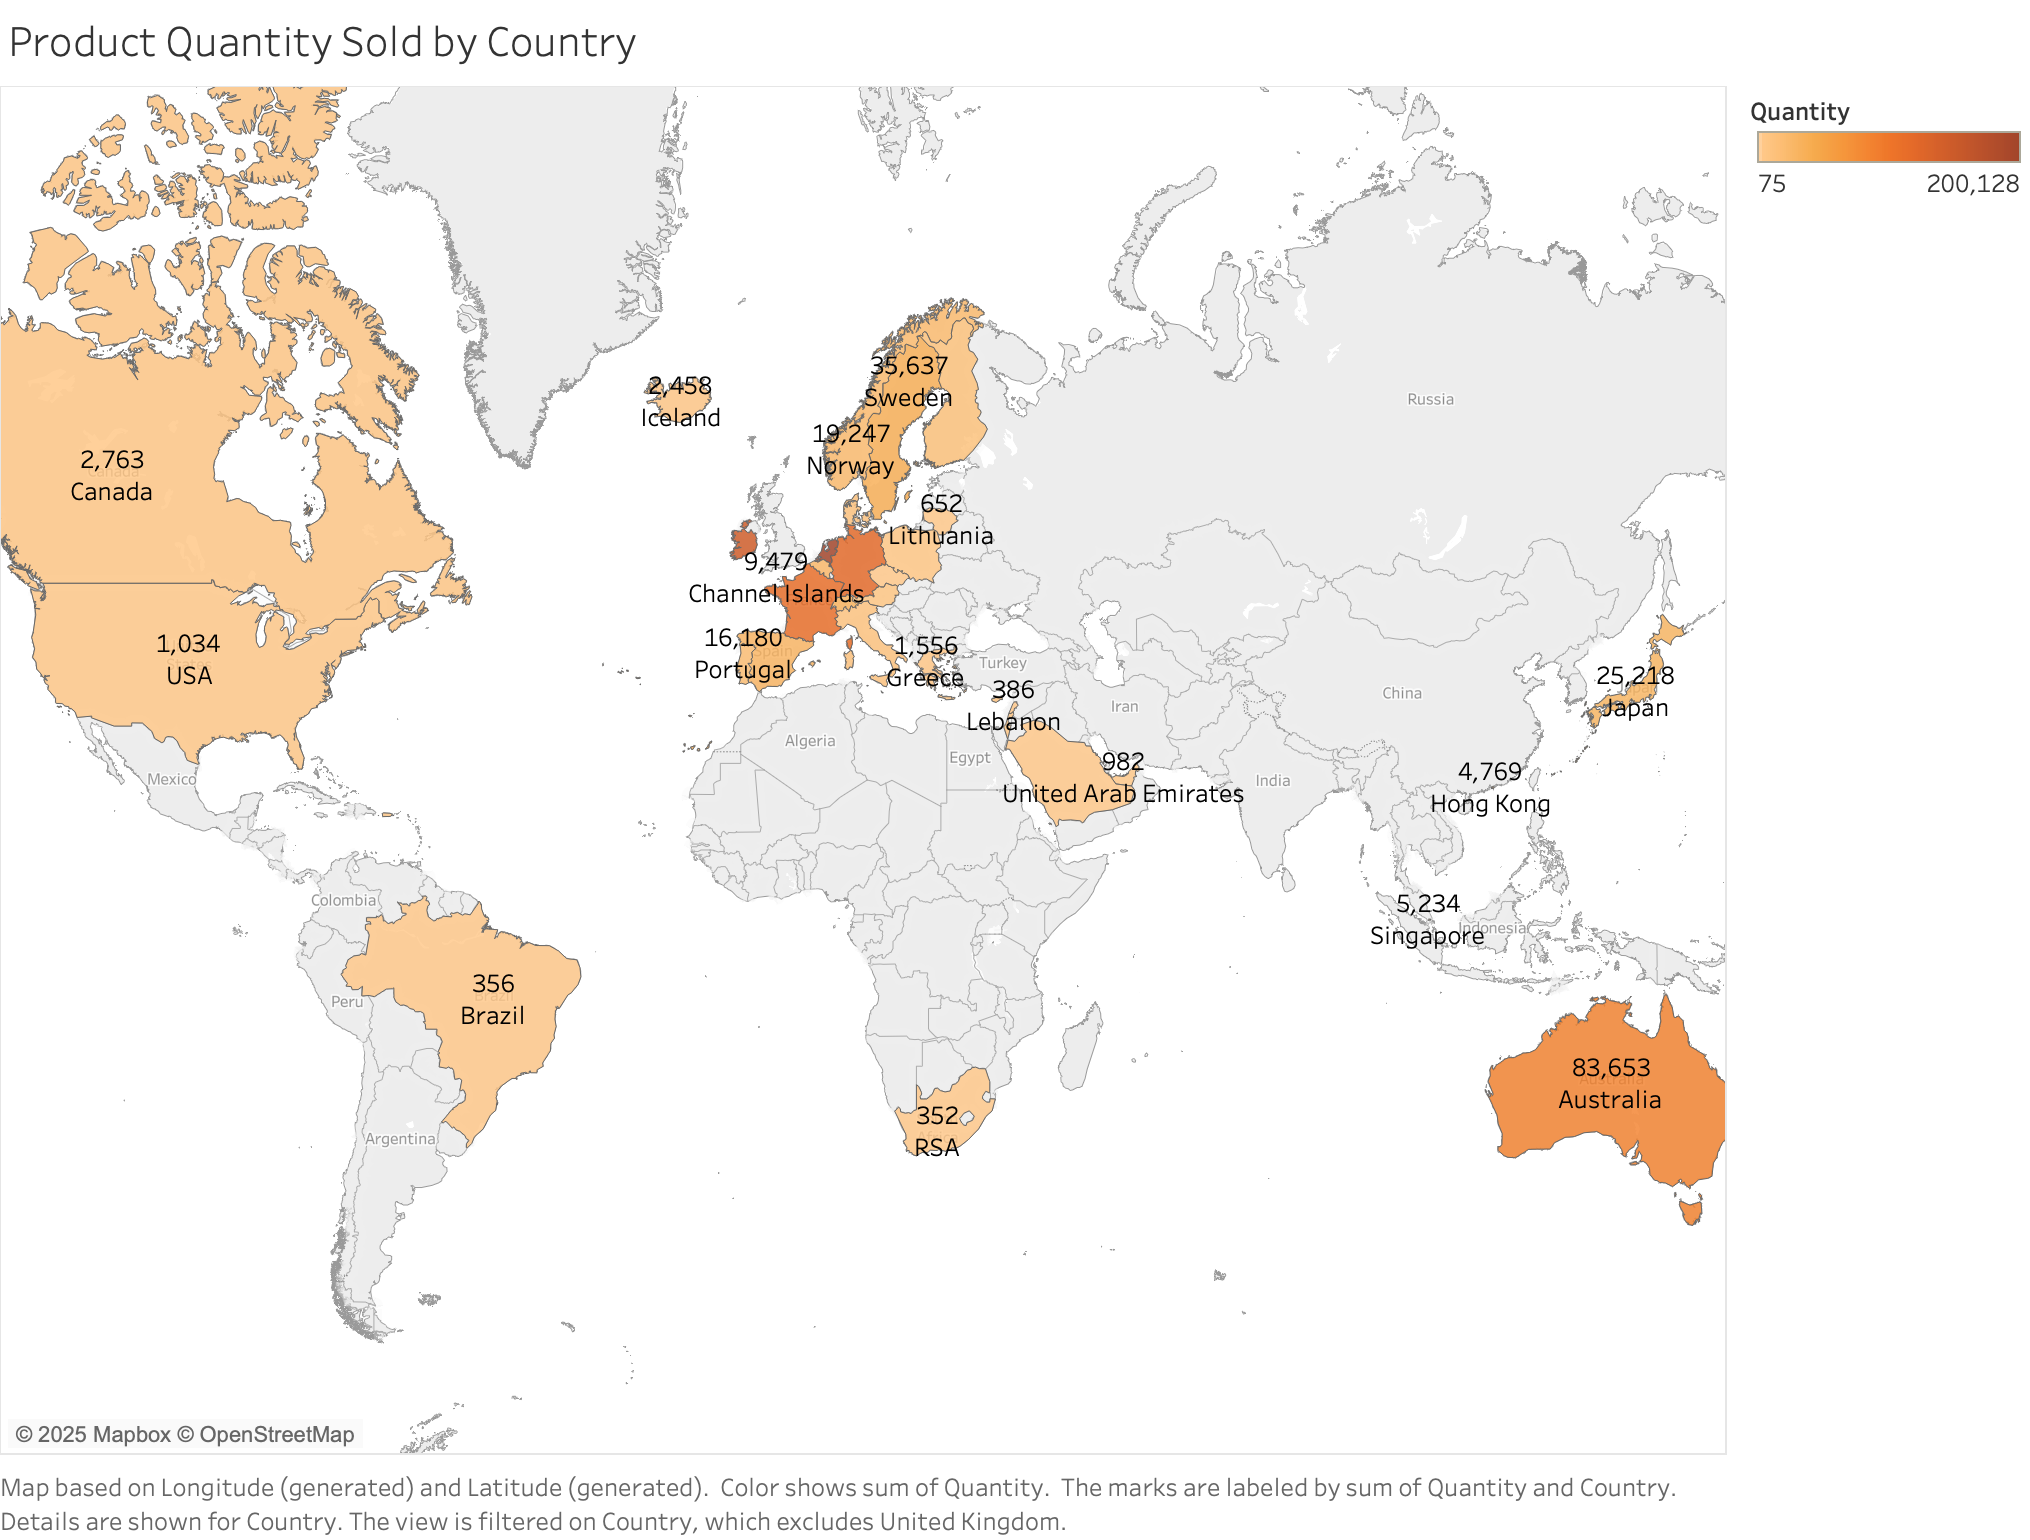 Product Quantity Sold by Country
Quantity
75
200,128
35,637
Sweden
2,458
Iceland
Russia
19,247
Norway
2,763
Canada
652
Lithuania
9,479
Channel Islands
1,034
USA
16,180
Portugal
Spain
1,556
Greece
Turkey
386
Lebanon
Iran
China
25,218
Japan
Algeria
Egypt
982
United Arab Emirates
India
4,769
Hong Kong
Mexico
Colombia
5,234
Singapore
Indonesia
356
Brazil
Brazil
Peru
83,653
Australia
Australia
352
RSA
Argentina
© 2025 Mapbox © OpenStreetMap
Map based on Longitude (generated) and Latitude (generated).  Color shows sum of Quantity.  The marks are labeled by sum of Quantity and Country.
Details are shown for Country. The view is filtered on Country, which excludes United Kingdom.